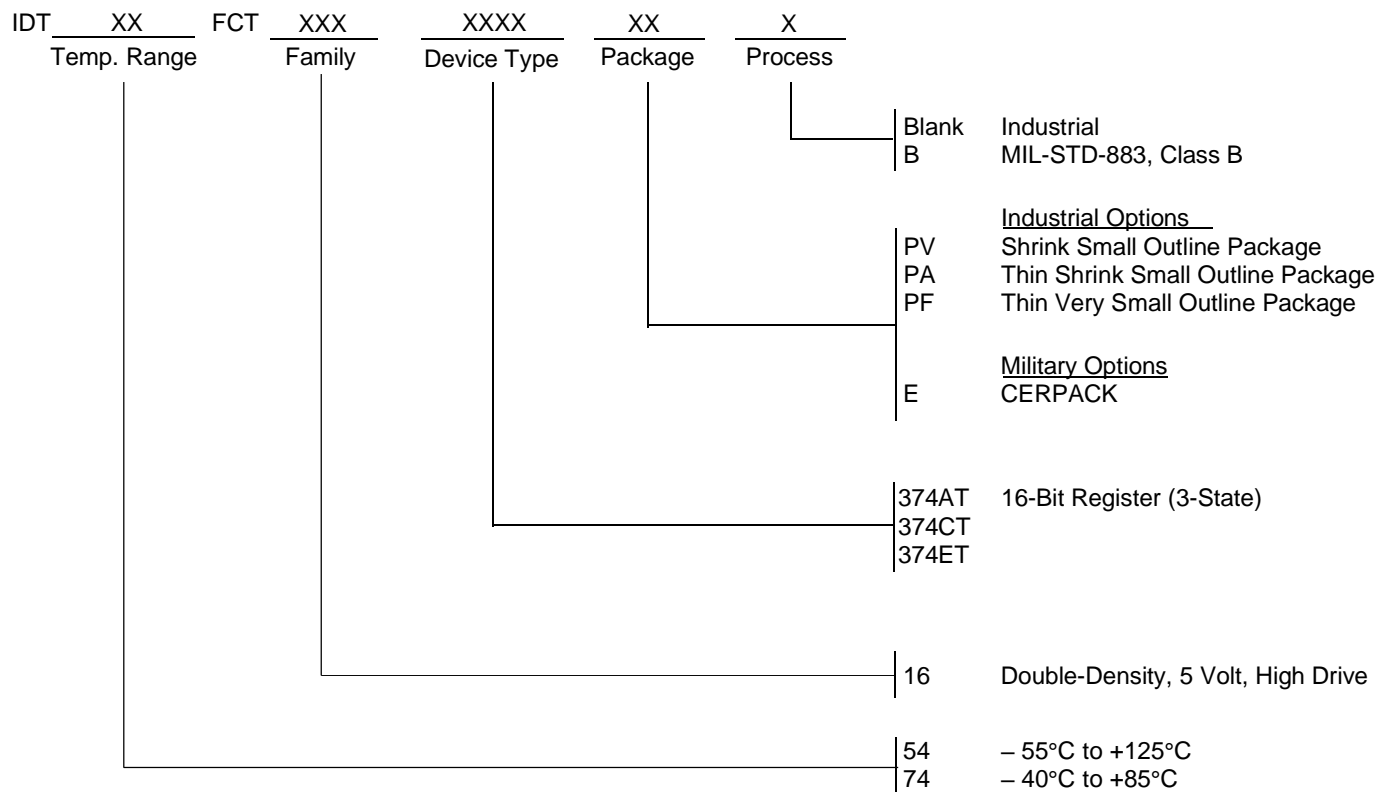 IDT XX FCT XXX XXXX XX X
Temp. Range Family Device Type Package Process
Blank Industrial
B MIL-STD-883, Class B
Industrial Options
PV Shrink Small Outline Package
PA Thin Shrink Small Outline Package
PF Thin Very Small Outline Package
Military Options
E CERPACK
374AT 16-Bit Register (3-State)
374CT
374ET
16 Double-Density, 5 Volt, High Drive
54 – 55°C to +125°C
74 – 40°C to +85°C